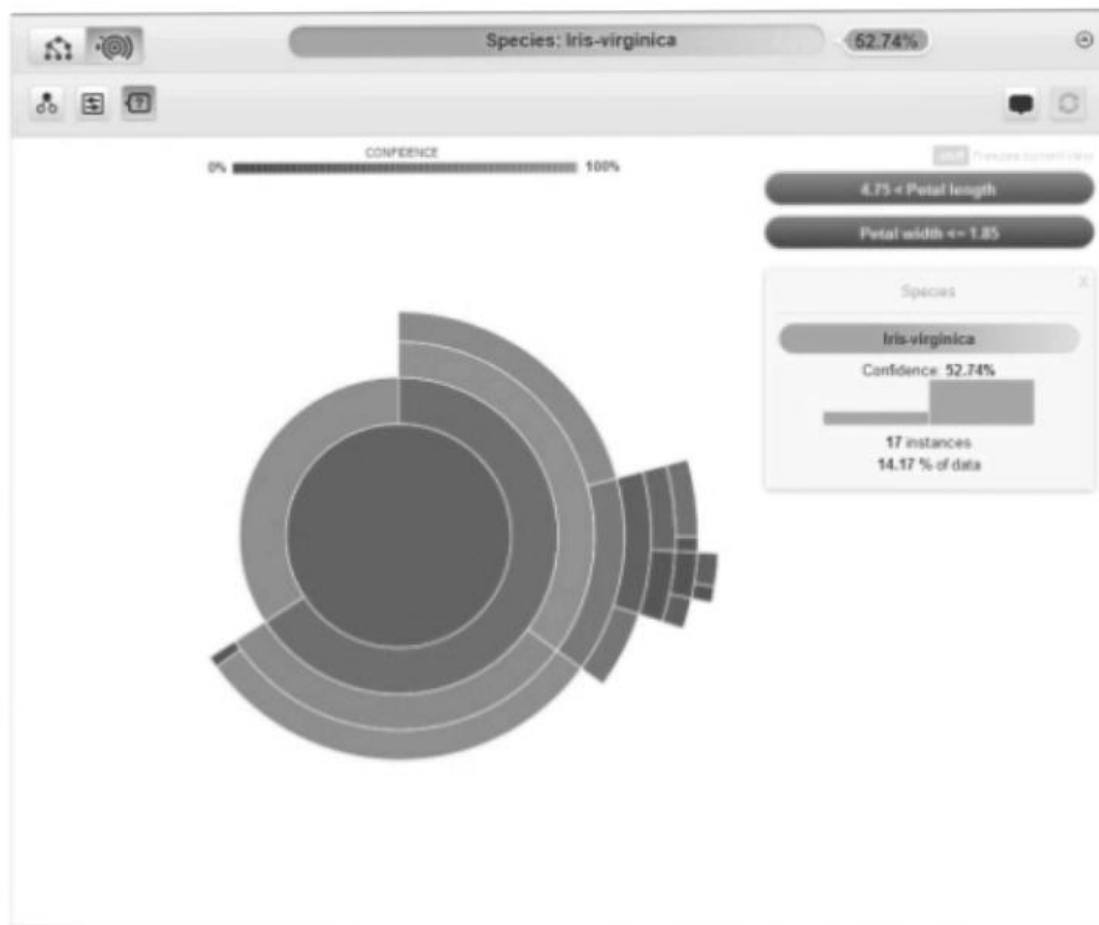 Species: Iris-virginica
52.74%
CONFIDENCE
0%
100%
4.75 < Petal length
Petal width <= 1.85
Species
X
Iris-virginica
Confidence: 52.74%
17 instances
14.17 % of data